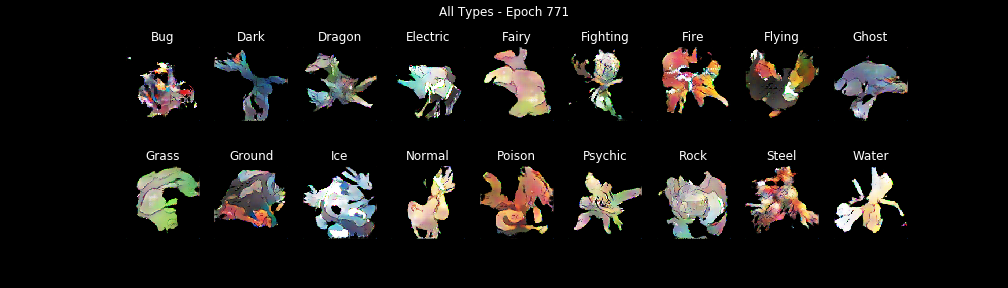 All Types - Epoch 771
Bug Dark Dragon Electric Fairy Fighting Fire Flying Ghost
Grass Ground Ice Normal Poison Psychic Rock Steel Water